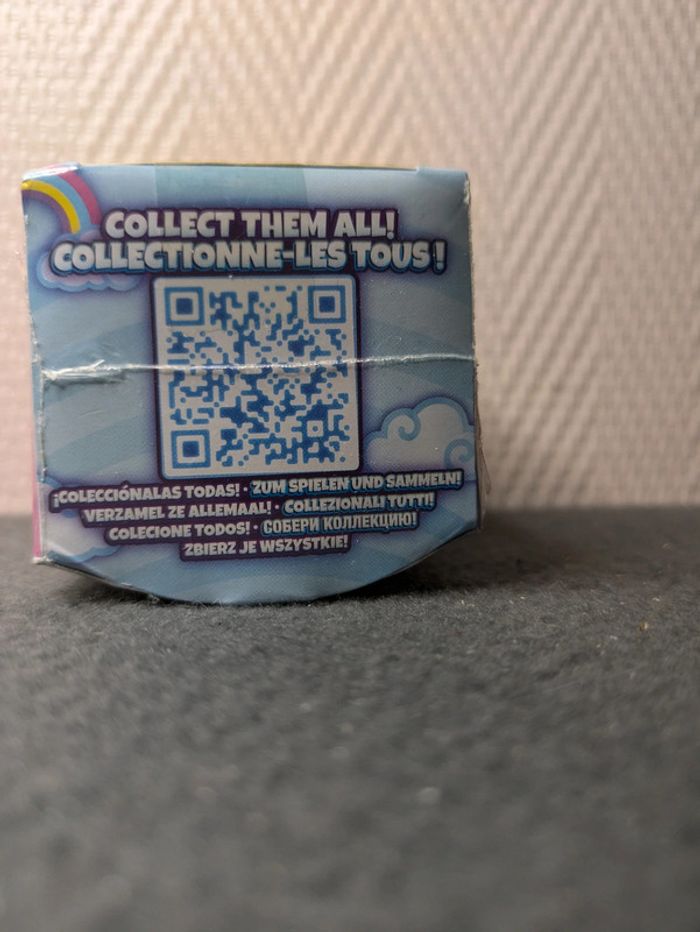 COLLECT THEM ALL!
COLLECTIONNE-LES TOUS !
¡COLECCIÓNALAS TODAS! · ZUM SPIELEN UND SAMMELN!
VERZAMEL ZE ALLEMAAL! · COLLEZIONALI TUTTI!
COLECIONE TODOS! · СОБЕРИ КОЛЛЕКЦИЮ!
ZBIERZ JE WSZYSTKIE!